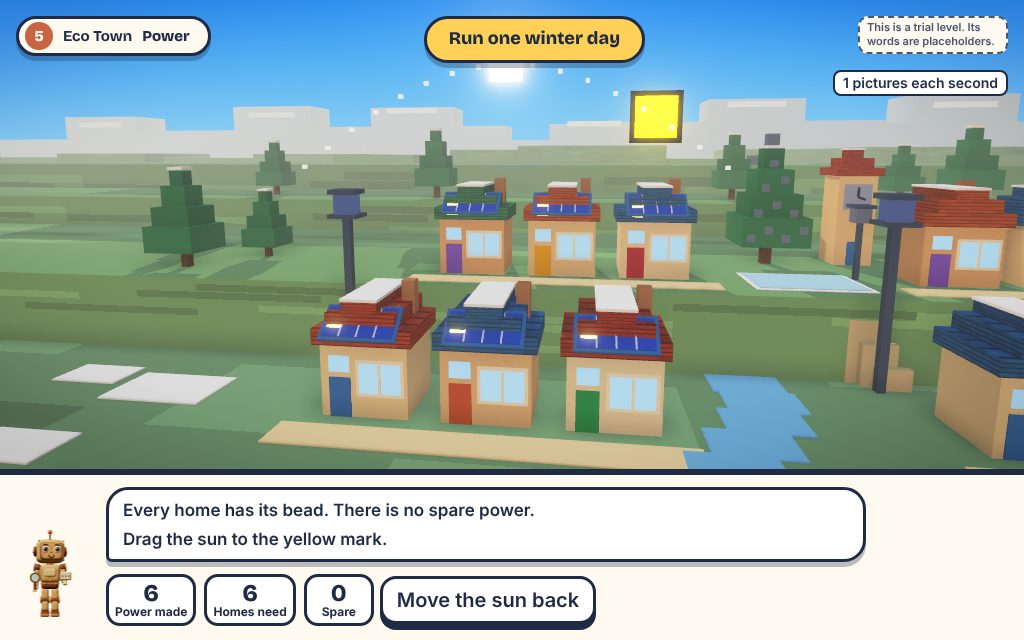 5 Eco Town Power
Run one winter day
This is a trial level. Its
words are placeholders.
1 pictures each second
Every home has its bead. There is no spare power.
Drag the sun to the yellow mark.
6
Power made
6
Homes need
0
Spare
Move the sun back